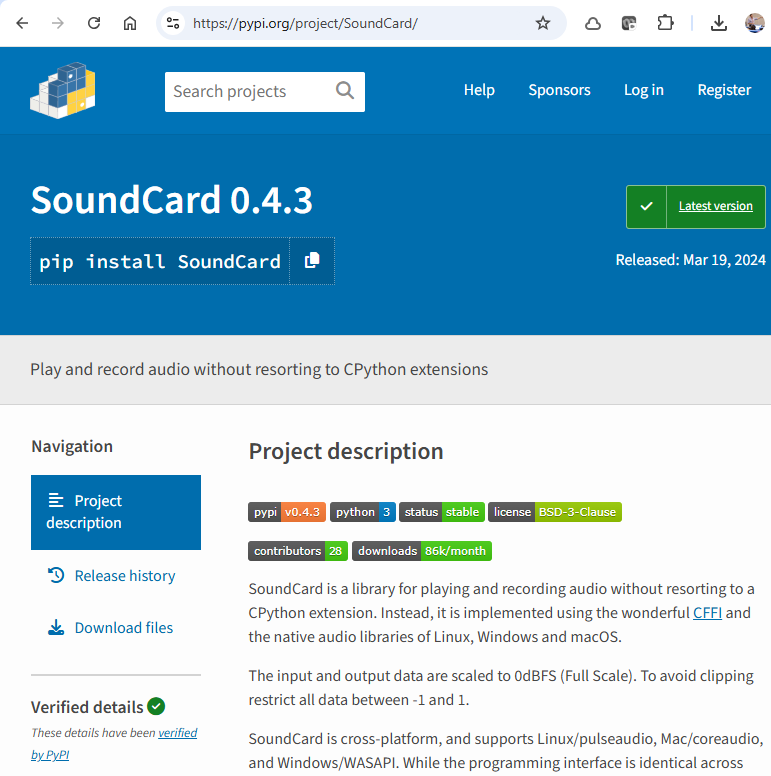 https://pypi.org/project/SoundCard/
Search projects
Help
Sponsors
Log in
Register
SoundCard 0.4.3
Latest version
pip install SoundCard
Released: Mar 19, 2024
Play and record audio without resorting to CPython extensions
Navigation
Project
description
Release history
Download files
Verified details
These details have been verified
by PyPI
Project description
pypi v0.4.3 python 3 status stable license BSD-3-Clause
contributors 28 downloads 86k/month
SoundCard is a library for playing and recording audio without resorting to a
CPython extension. Instead, it is implemented using the wonderful CFFI and
the native audio libraries of Linux, Windows and macOS.
The input and output data are scaled to 0dBFS (Full Scale). To avoid clipping
restrict all data between -1 and 1.
SoundCard is cross-platform, and supports Linux/pulseaudio, Mac/coreaudio,
and Windows/WASAPI. While the programming interface is identical across